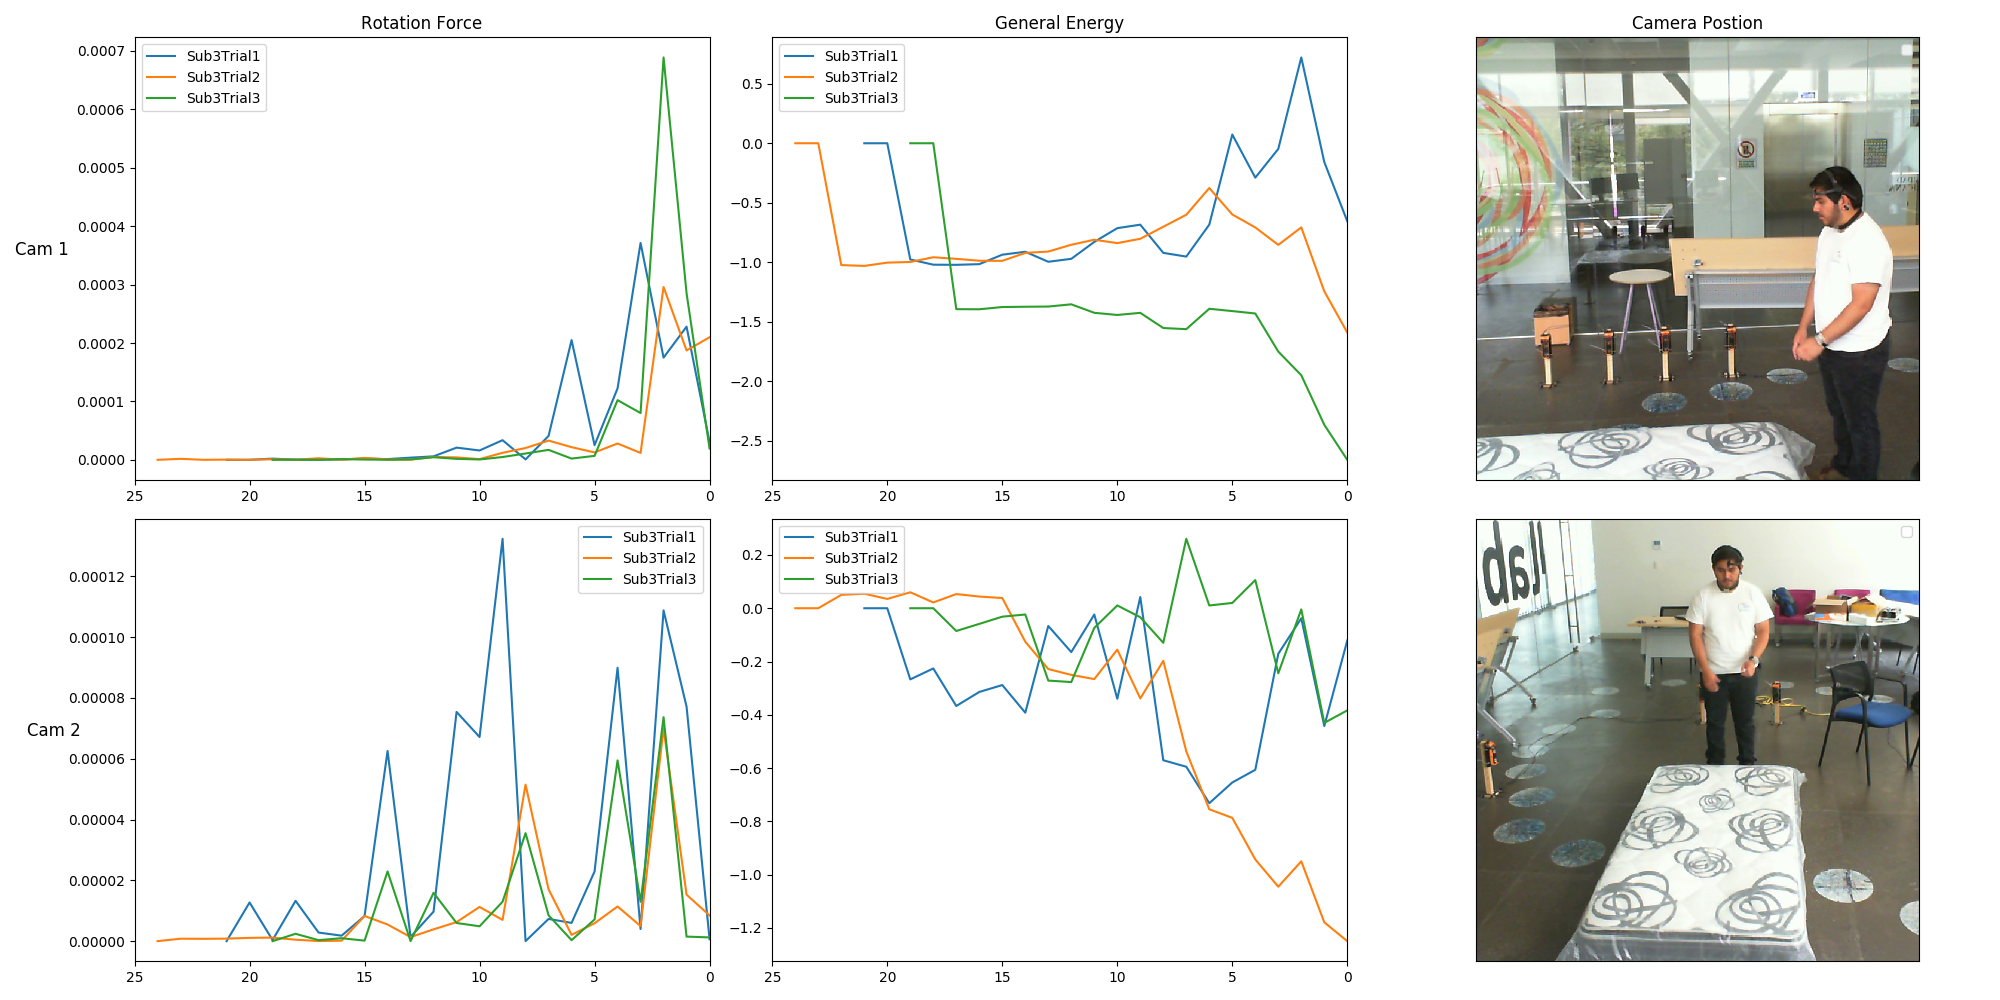 Rotation Force
General Energy
Camera Postion
Cam 1
0.0007
0.0006
0.0005
0.0004
0.0003
0.0002
0.0001
0.0000
Sub3Trial1
Sub3Trial2
Sub3Trial3
25 20 15 10 5 0
0.5
0.0
−0.5
−1.0
−1.5
−2.0
−2.5
Sub3Trial1
Sub3Trial2
Sub3Trial3
25 20 15 10 5 0
Cam 2
0.00012
0.00010
0.00008
0.00006
0.00004
0.00002
0.00000
Sub3Trial1
Sub3Trial2
Sub3Trial3
25 20 15 10 5 0
0.2
0.0
−0.2
−0.4
−0.6
−0.8
−1.0
−1.2
Sub3Trial1
Sub3Trial2
Sub3Trial3
25 20 15 10 5 0